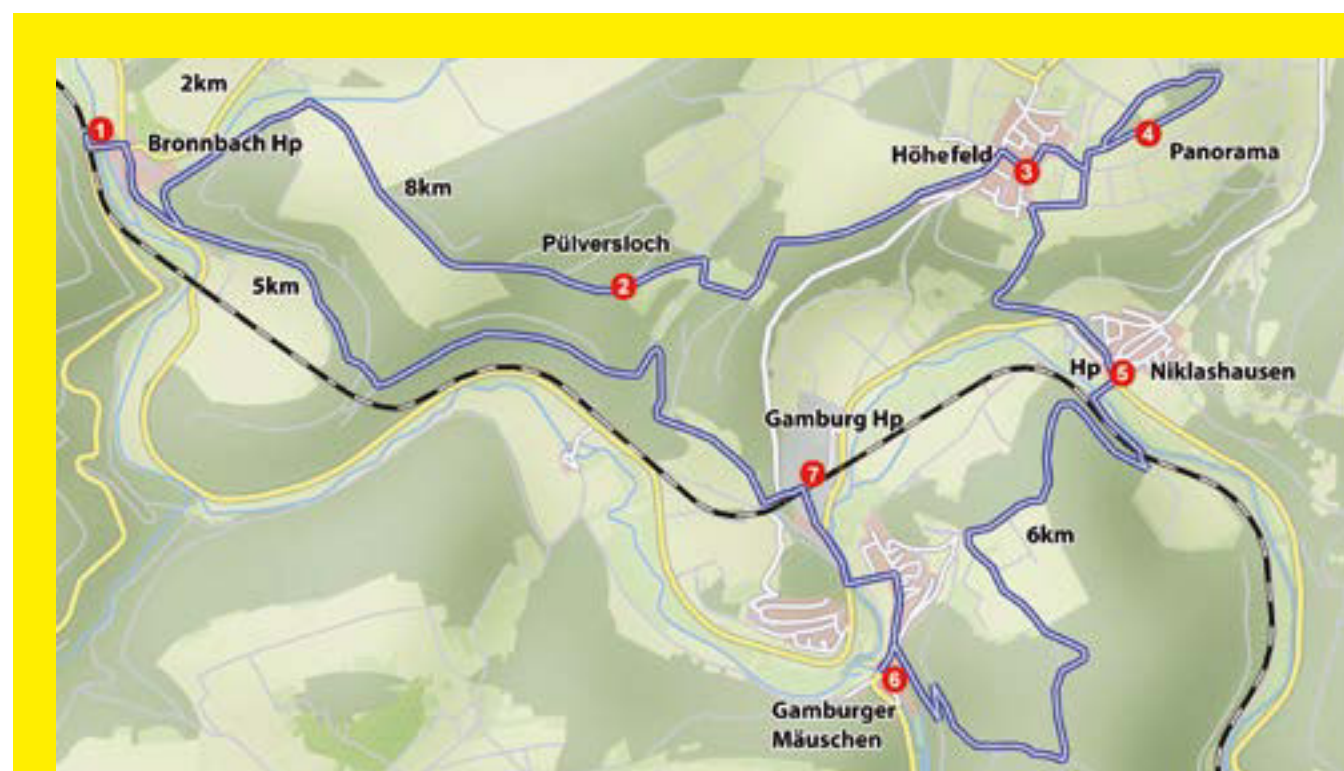 2km
1
Bronnbach Hp
8km
Höhefeld
3
4
Panorama
Pülversloch
2
5km
Hp
5
Niklashausen
Gamburg Hp
7
6km
6
Gamburger
Mäuschen